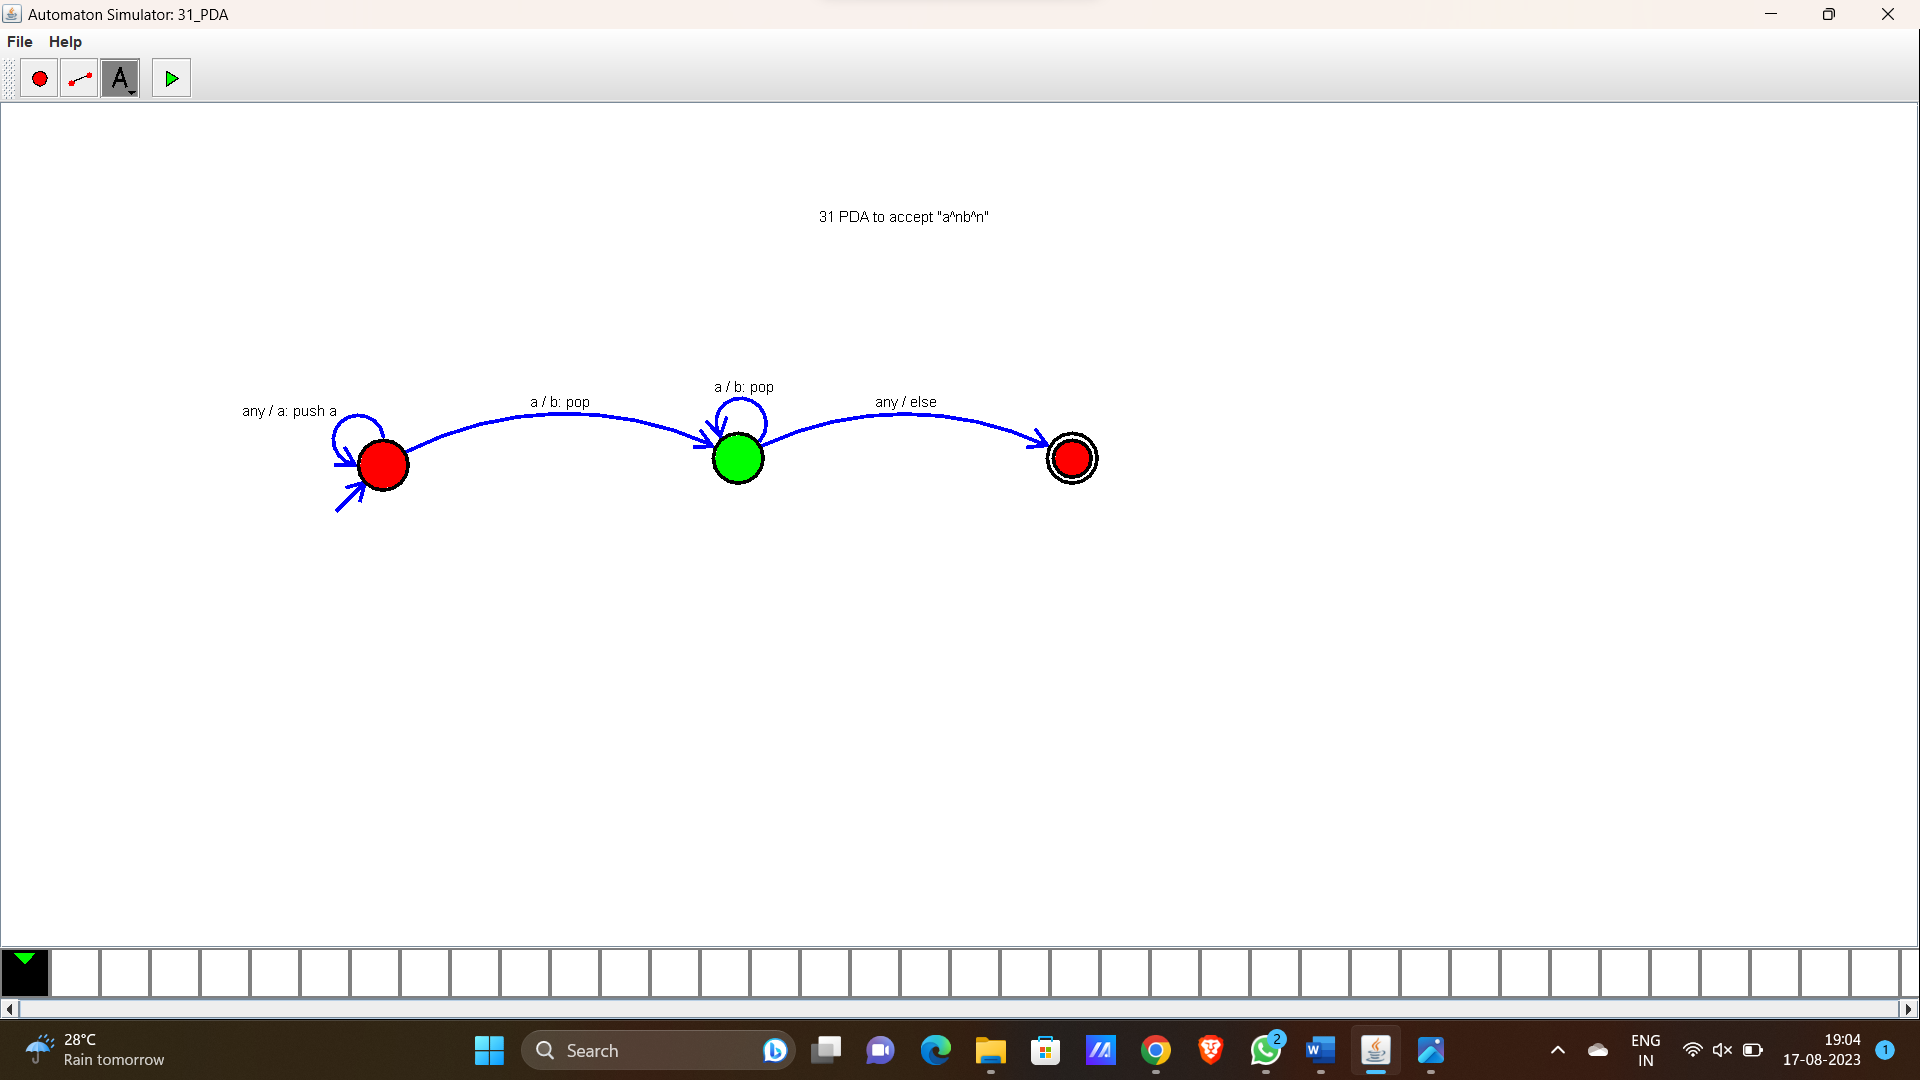 Automaton Simulator: 31_PDA
File Help
A
31 PDA to accept "a^nb^n"
a / b: pop
any / a: push a
a / b: pop
any / else
28°C
Rain tomorrow
Search
2
ENG
IN
19:04
17-08-2023
1